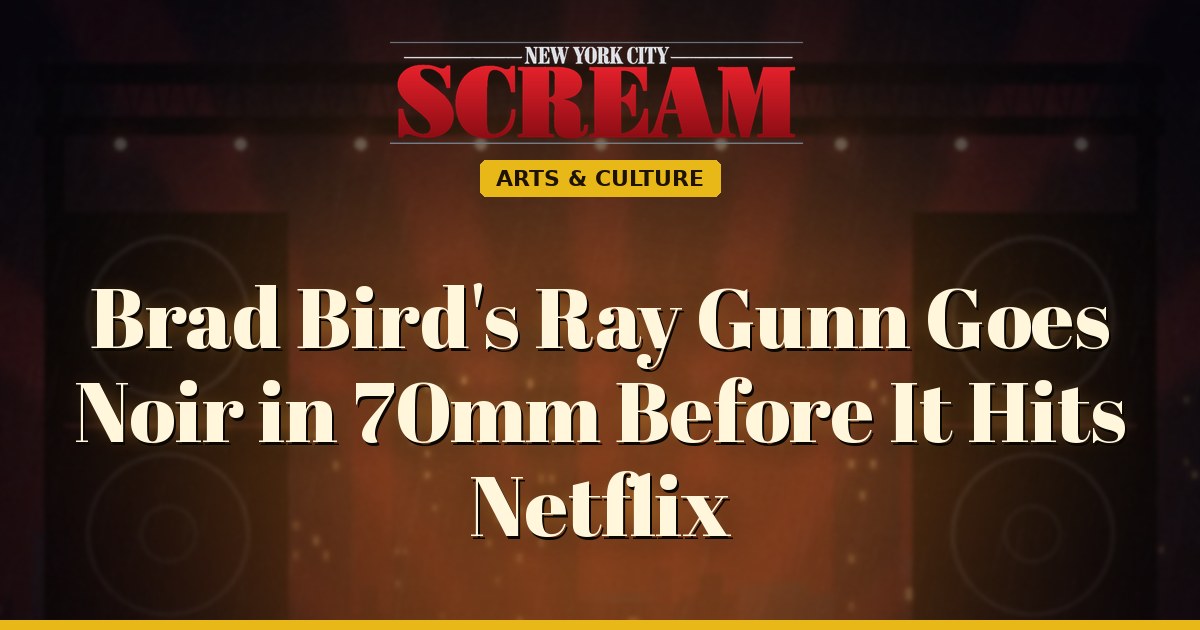 NEW YORK CITY
SCREAM
ARTS & CULTURE
Brad Bird's Ray Gunn Goes
Noir in 70mm Before It Hits
Netflix